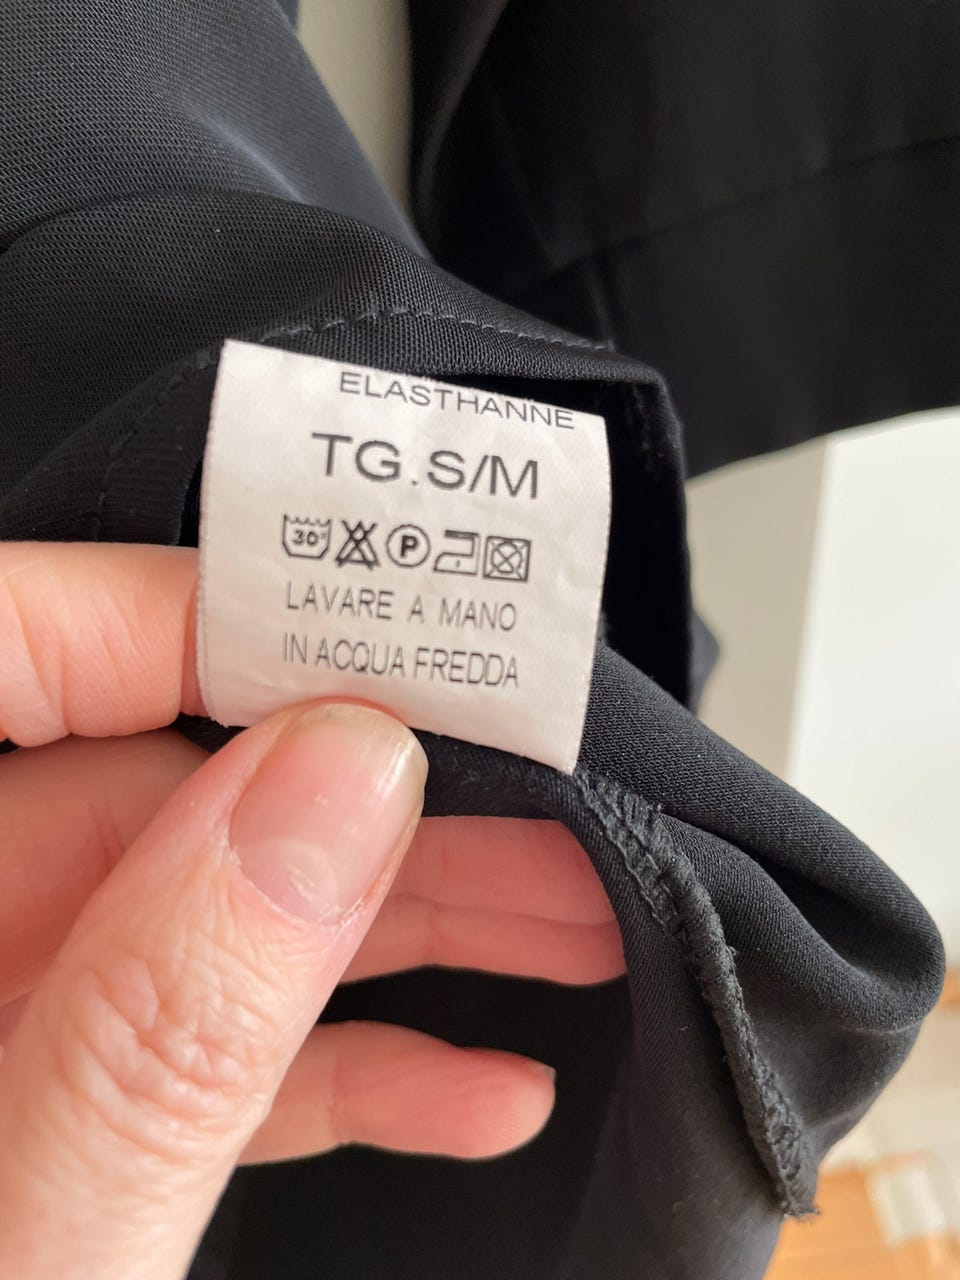 ELASTHANNE
TG.S/M
30° P
LAVARE A MANO
IN ACQUA FREDDA